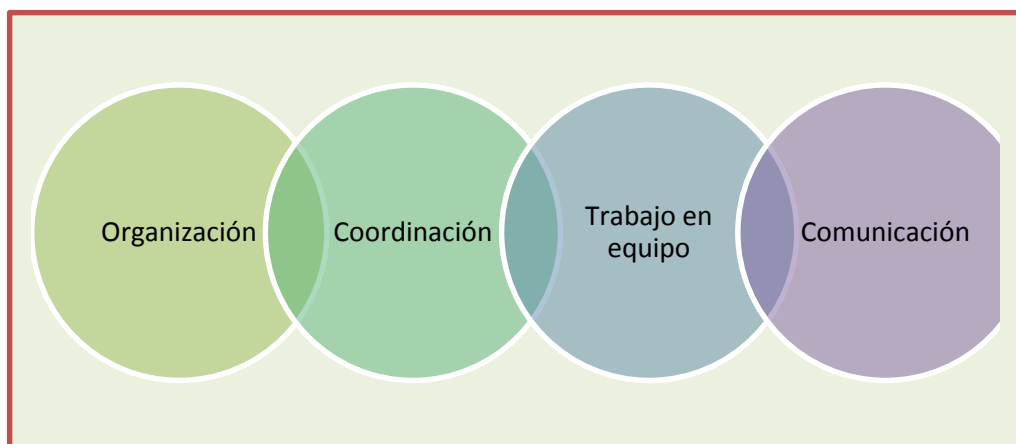 Organización
Coordinación
Trabajo en
equipo
Comunicación